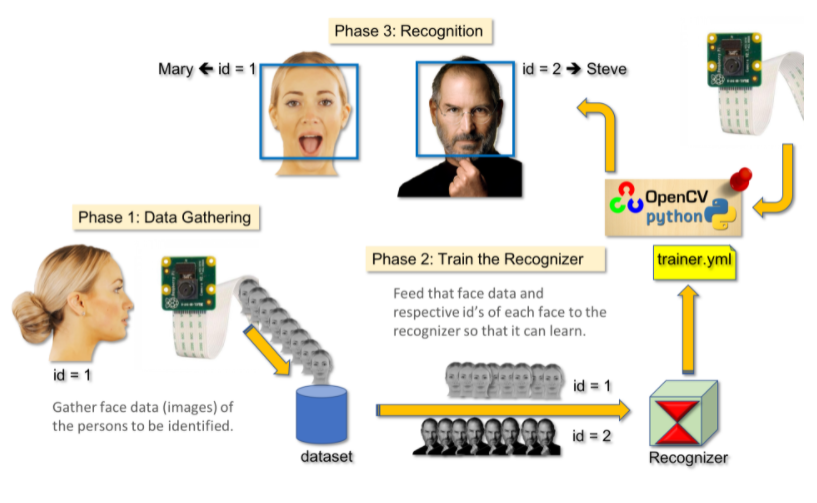 Phase 3: Recognition
Mary ← id = 1
id = 2 → Steve
OpenCV
python
Phase 1: Data Gathering
id = 1
Gather face data (images) of
the persons to be identified.
dataset
Phase 2: Train the Recognizer
Feed that face data and
respective id's of each face to the
recognizer so that it can learn.
id = 1
id = 2
Recognizer
trainer.yml